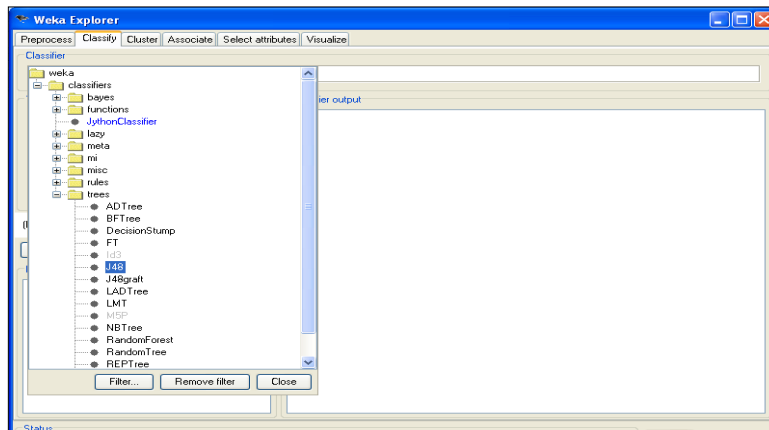 Weka Explorer
Preprocess Classify Cluster Associate Select attributes Visualize
Classifier
weka
classifiers
bayes
functions
JythonClassifier
lazy
meta
mi
misc
rules
trees
ADTree
BFTree
DecisionStump
FT
Id3
J48
J48graft
LADTree
LMT
M5P
NBTree
RandomForest
RandomTree
REPTree
Filter... Remove filter Close
output
Status